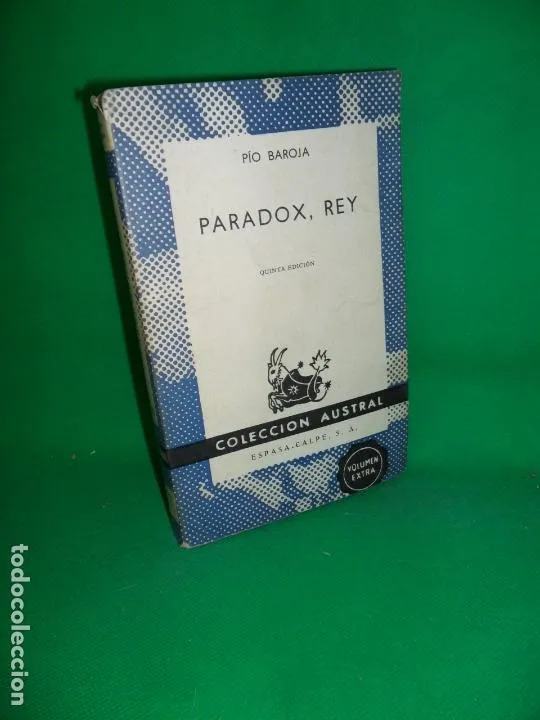 PÍO BAROJA
PARADOX, REY
QUINTA EDICIÓN
COLECCION AUSTRAL
ESPASA-CALPE, S. A.
VOLUMEN
EXTRA
todocoleccion